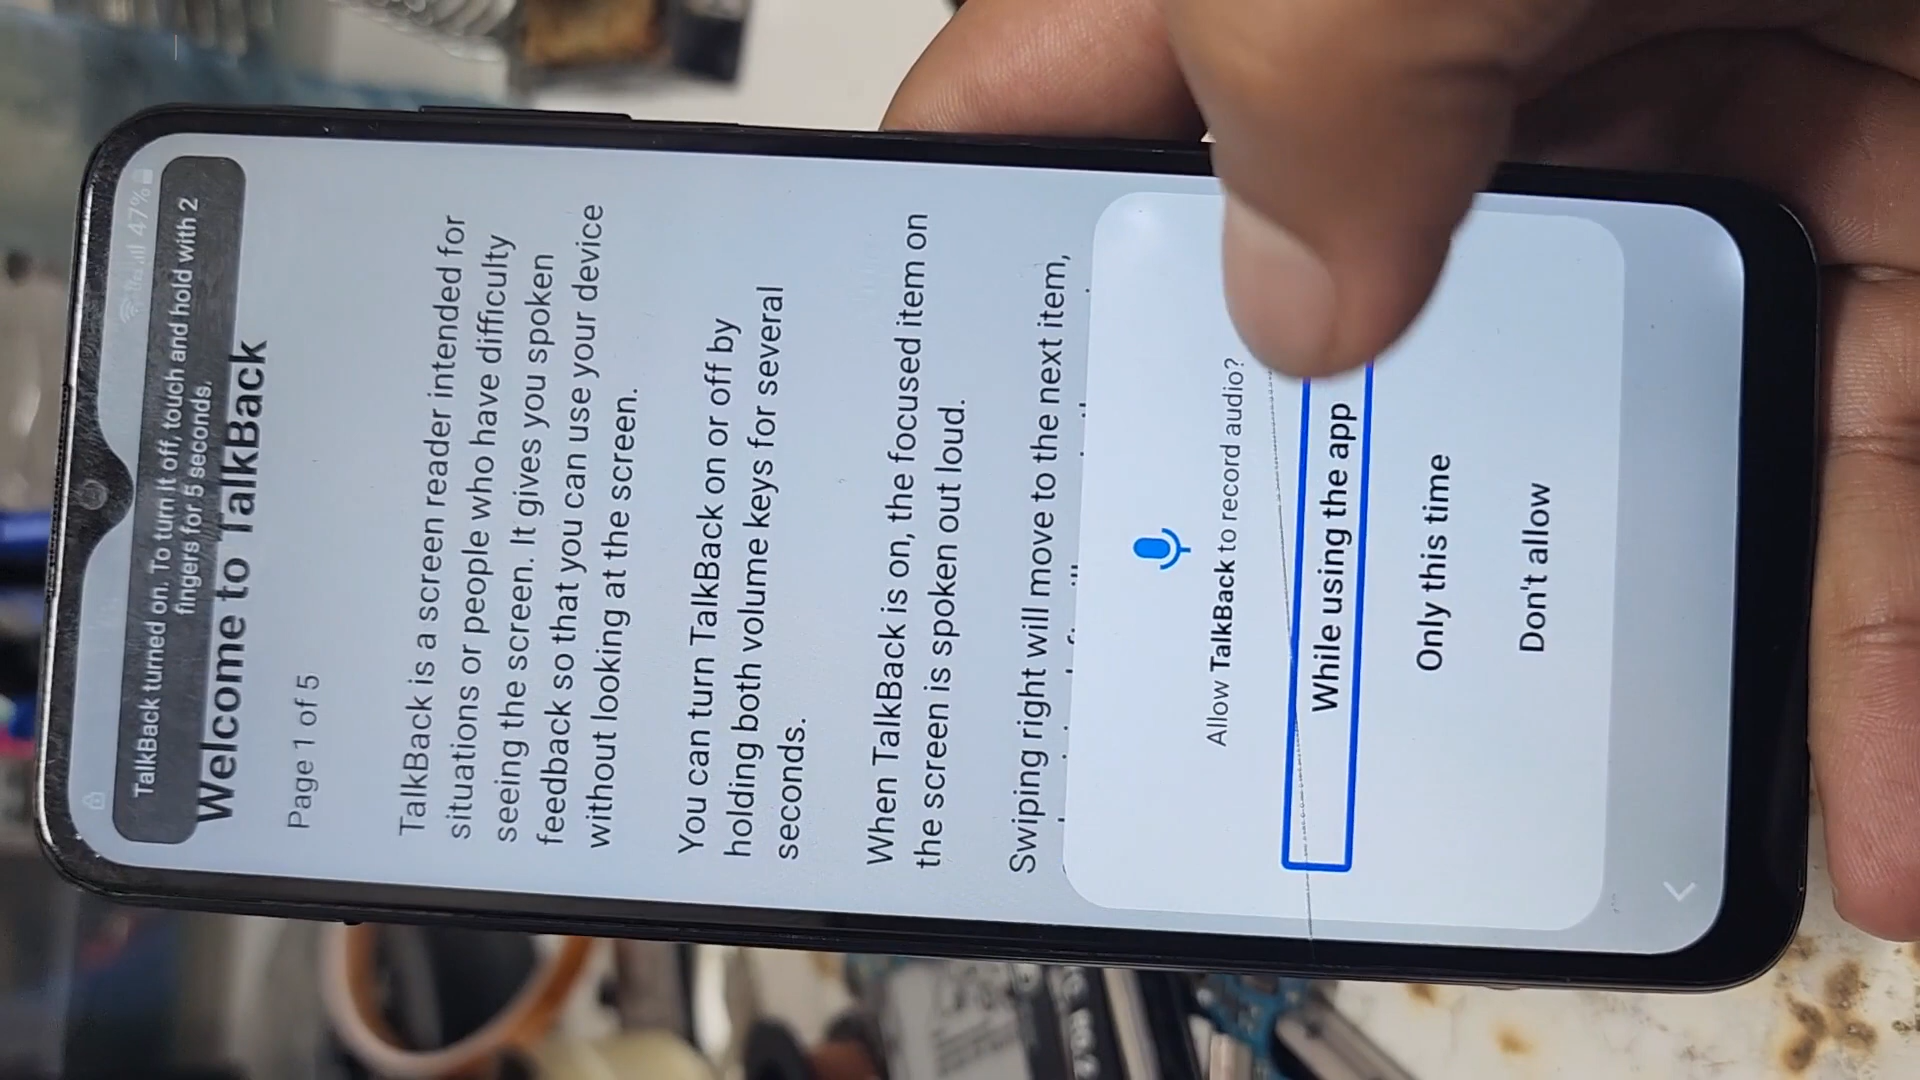 47%
TalkBack turned on. To turn it off, touch and hold with 2
fingers for 5 seconds.
Welcome to TalkBack
Page 1 of 5
TalkBack is a screen reader intended for
situations or people who have difficulty
seeing the screen. It gives you spoken
feedback so that you can use your device
without looking at the screen.
You can turn TalkBack on or off by
holding both volume keys for several
seconds.
When TalkBack is on, the focused item on
the screen is spoken out loud.
Swiping right will move to the next item,
Allow TalkBack to record audio?
While using the app
Only this time
Don't allow